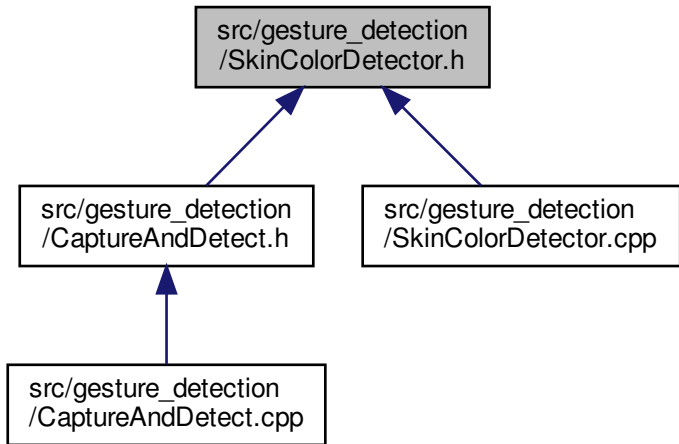 src/gesture_detection
/SkinColorDetector.h
src/gesture_detection
/CaptureAndDetect.h
src/gesture_detection
/SkinColorDetector.cpp
src/gesture_detection
/CaptureAndDetect.cpp